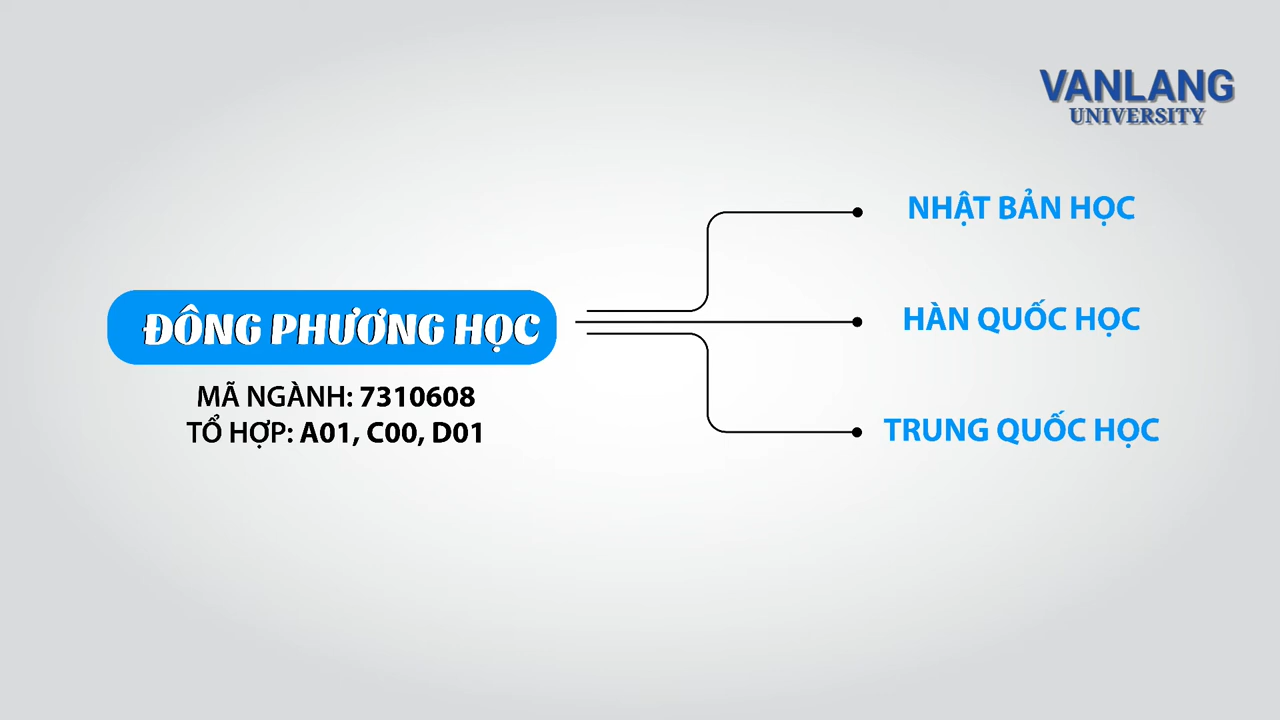 VANLANG
UNIVERSITY
ĐÔNG PHƯƠNG HỌC
MÃ NGÀNH: 7310608
TỔ HỢP: A01, C00, D01
NHẬT BẢN HỌC
HÀN QUỐC HỌC
TRUNG QUỐC HỌC